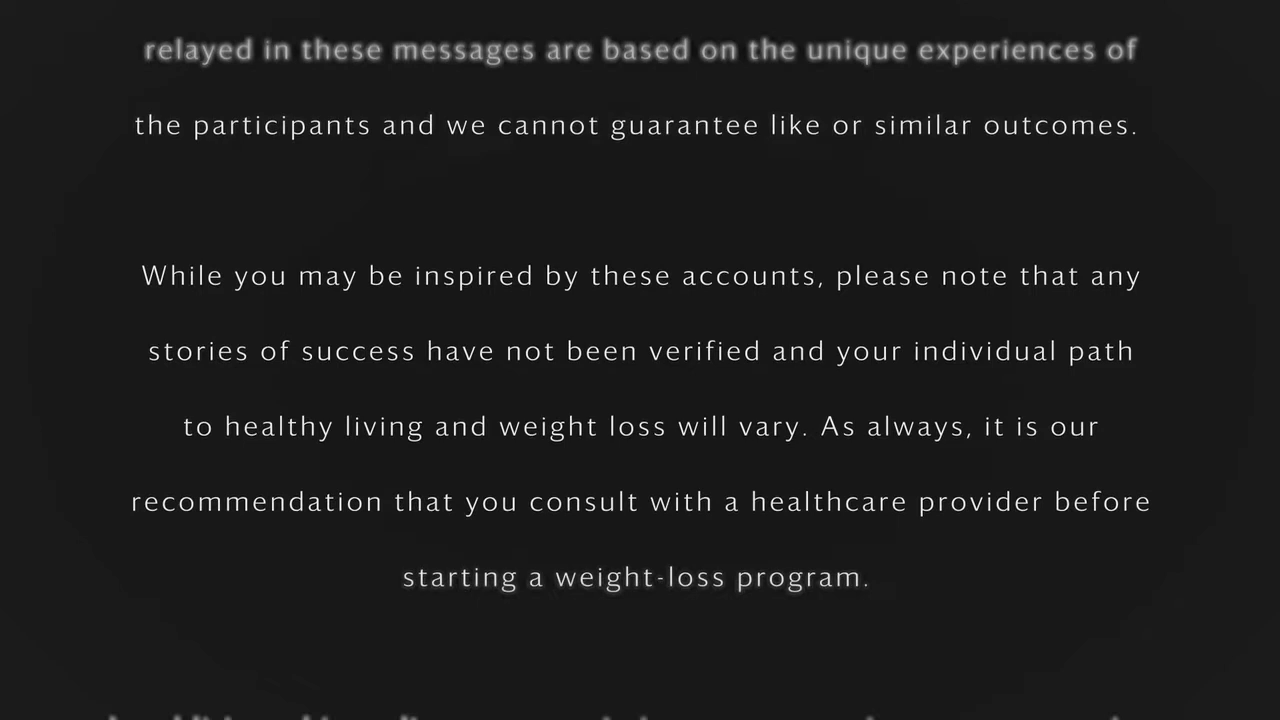 relayed in these messages are based on the unique experiences of
the participants and we cannot guarantee like or similar outcomes.
While you may be inspired by these accounts, please note that any
stories of success have not been verified and your individual path
to healthy living and weight loss will vary. As always, it is our
recommendation that you consult with a healthcare provider before
starting a weight-loss program.